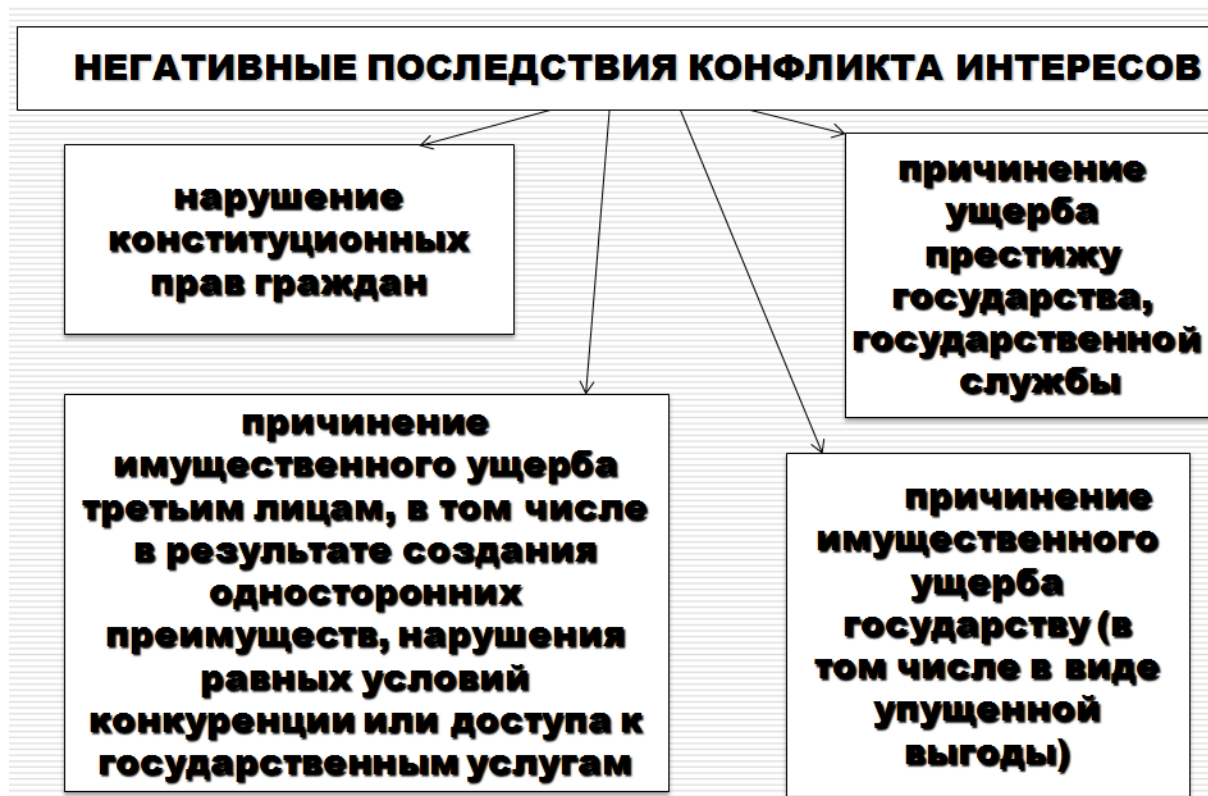 НЕГАТИВНЫЕ ПОСЛЕДСТВИЯ КОНФЛИКТА ИНТЕРЕСОВ
нарушение
конституционных
прав граждан
причинение
ущерба
престижу
государства,
государственной
службы
причинение
имущественного ущерба
третьим лицам, в том числе
в результате создания
односторонних
преимуществ, нарушения
равных условий
конкуренции или доступа к
государственным услугам
причинение
имущественного
ущерба
государству (в
том числе в виде
упущенной
выгоды)